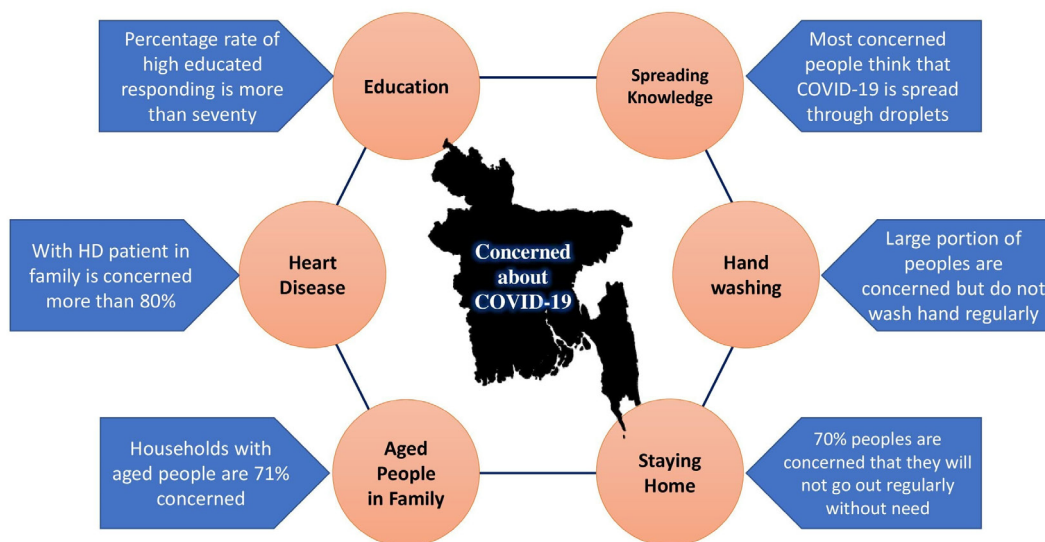 Percentage rate of
high educated
responding is more
than seventy
Education
Spreading
Knowledge
Most concerned
people think that
COVID-19 is spread
through droplets
With HD patient in
family is concerned
more than 80%
Heart
Disease
Concerned
about
COVID-19
Hand
washing
Large portion of
peoples are
concerned but do not
wash hand regularly
Households with
aged people are 71%
concerned
Aged
People
in Family
Staying
Home
70% peoples are
concerned that they will
not go out regularly
without need